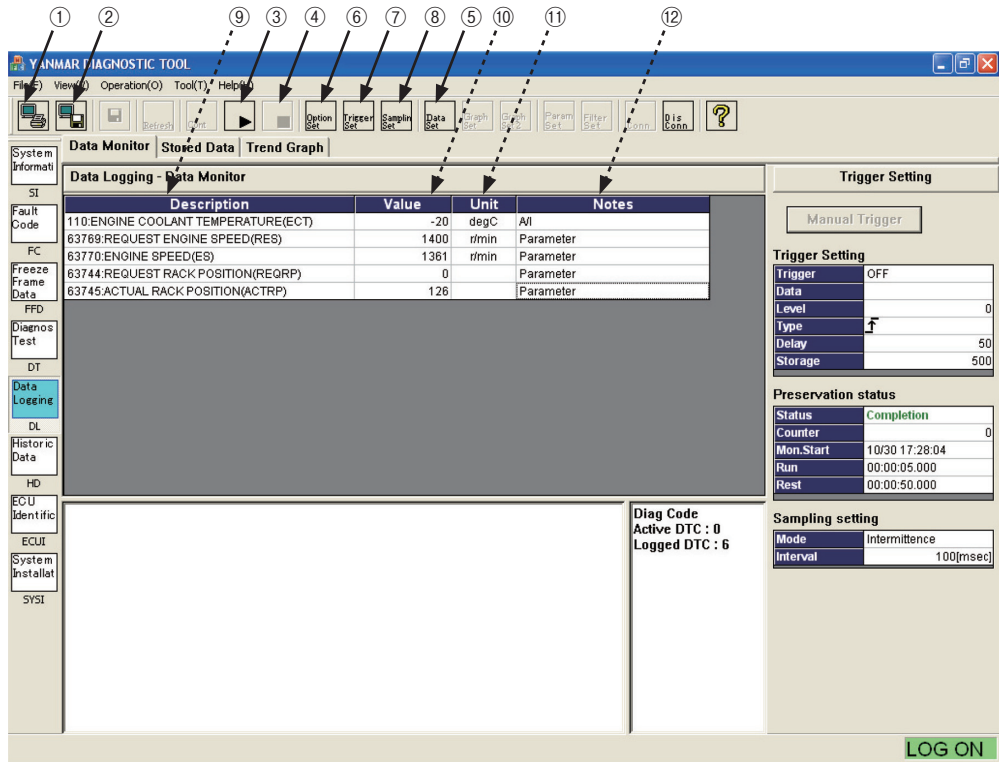 ① ② ⑨ ③ ④ ⑥ ⑦ ⑧ ⑤ ⑩ ⑪ ⑫
YANMAR DIAGNOSTIC TOOL
File(F) View(V) Operation(O) Tool(T) Help(H)
Refresh Cont Option Set Trigger Set Samplin Set Data Set Graph Set Graph Set2 Param Set Filter Set Conn Dis Conn ?
System Informati
SI
Fault Code
FC
Freeze Frame Data
FFD
Diagnos Test
DT
Data Logging
DL
Historic Data
HD
ECU Identific
ECUI
System Installat
SYSI
Data Monitor Stored Data Trend Graph
Data Logging - Data Monitor
Description Value Unit Notes
110:ENGINE COOLANT TEMPERATURE(ECT) -20 degC A/I
63769:REQUEST ENGINE SPEED(RES) 1400 r/min Parameter
63770:ENGINE SPEED(ES) 1361 r/min Parameter
63744:REQUEST RACK POSITION(REQRP) 0 Parameter
63745:ACTUAL RACK POSITION(ACTRP) 126 Parameter
Diag Code
Active DTC : 0
Logged DTC : 6
Trigger Setting
Manual Trigger
Trigger Setting
Trigger OFF
Data
Level 0
Type
Delay 50
Storage 500
Preservation status
Status Completion
Counter 0
Mon.Start 10/30 17:28:04
Run 00:00:05.000
Rest 00:00:50.000
Sampling setting
Mode Intermittence
Interval 100[msec]
LOG ON